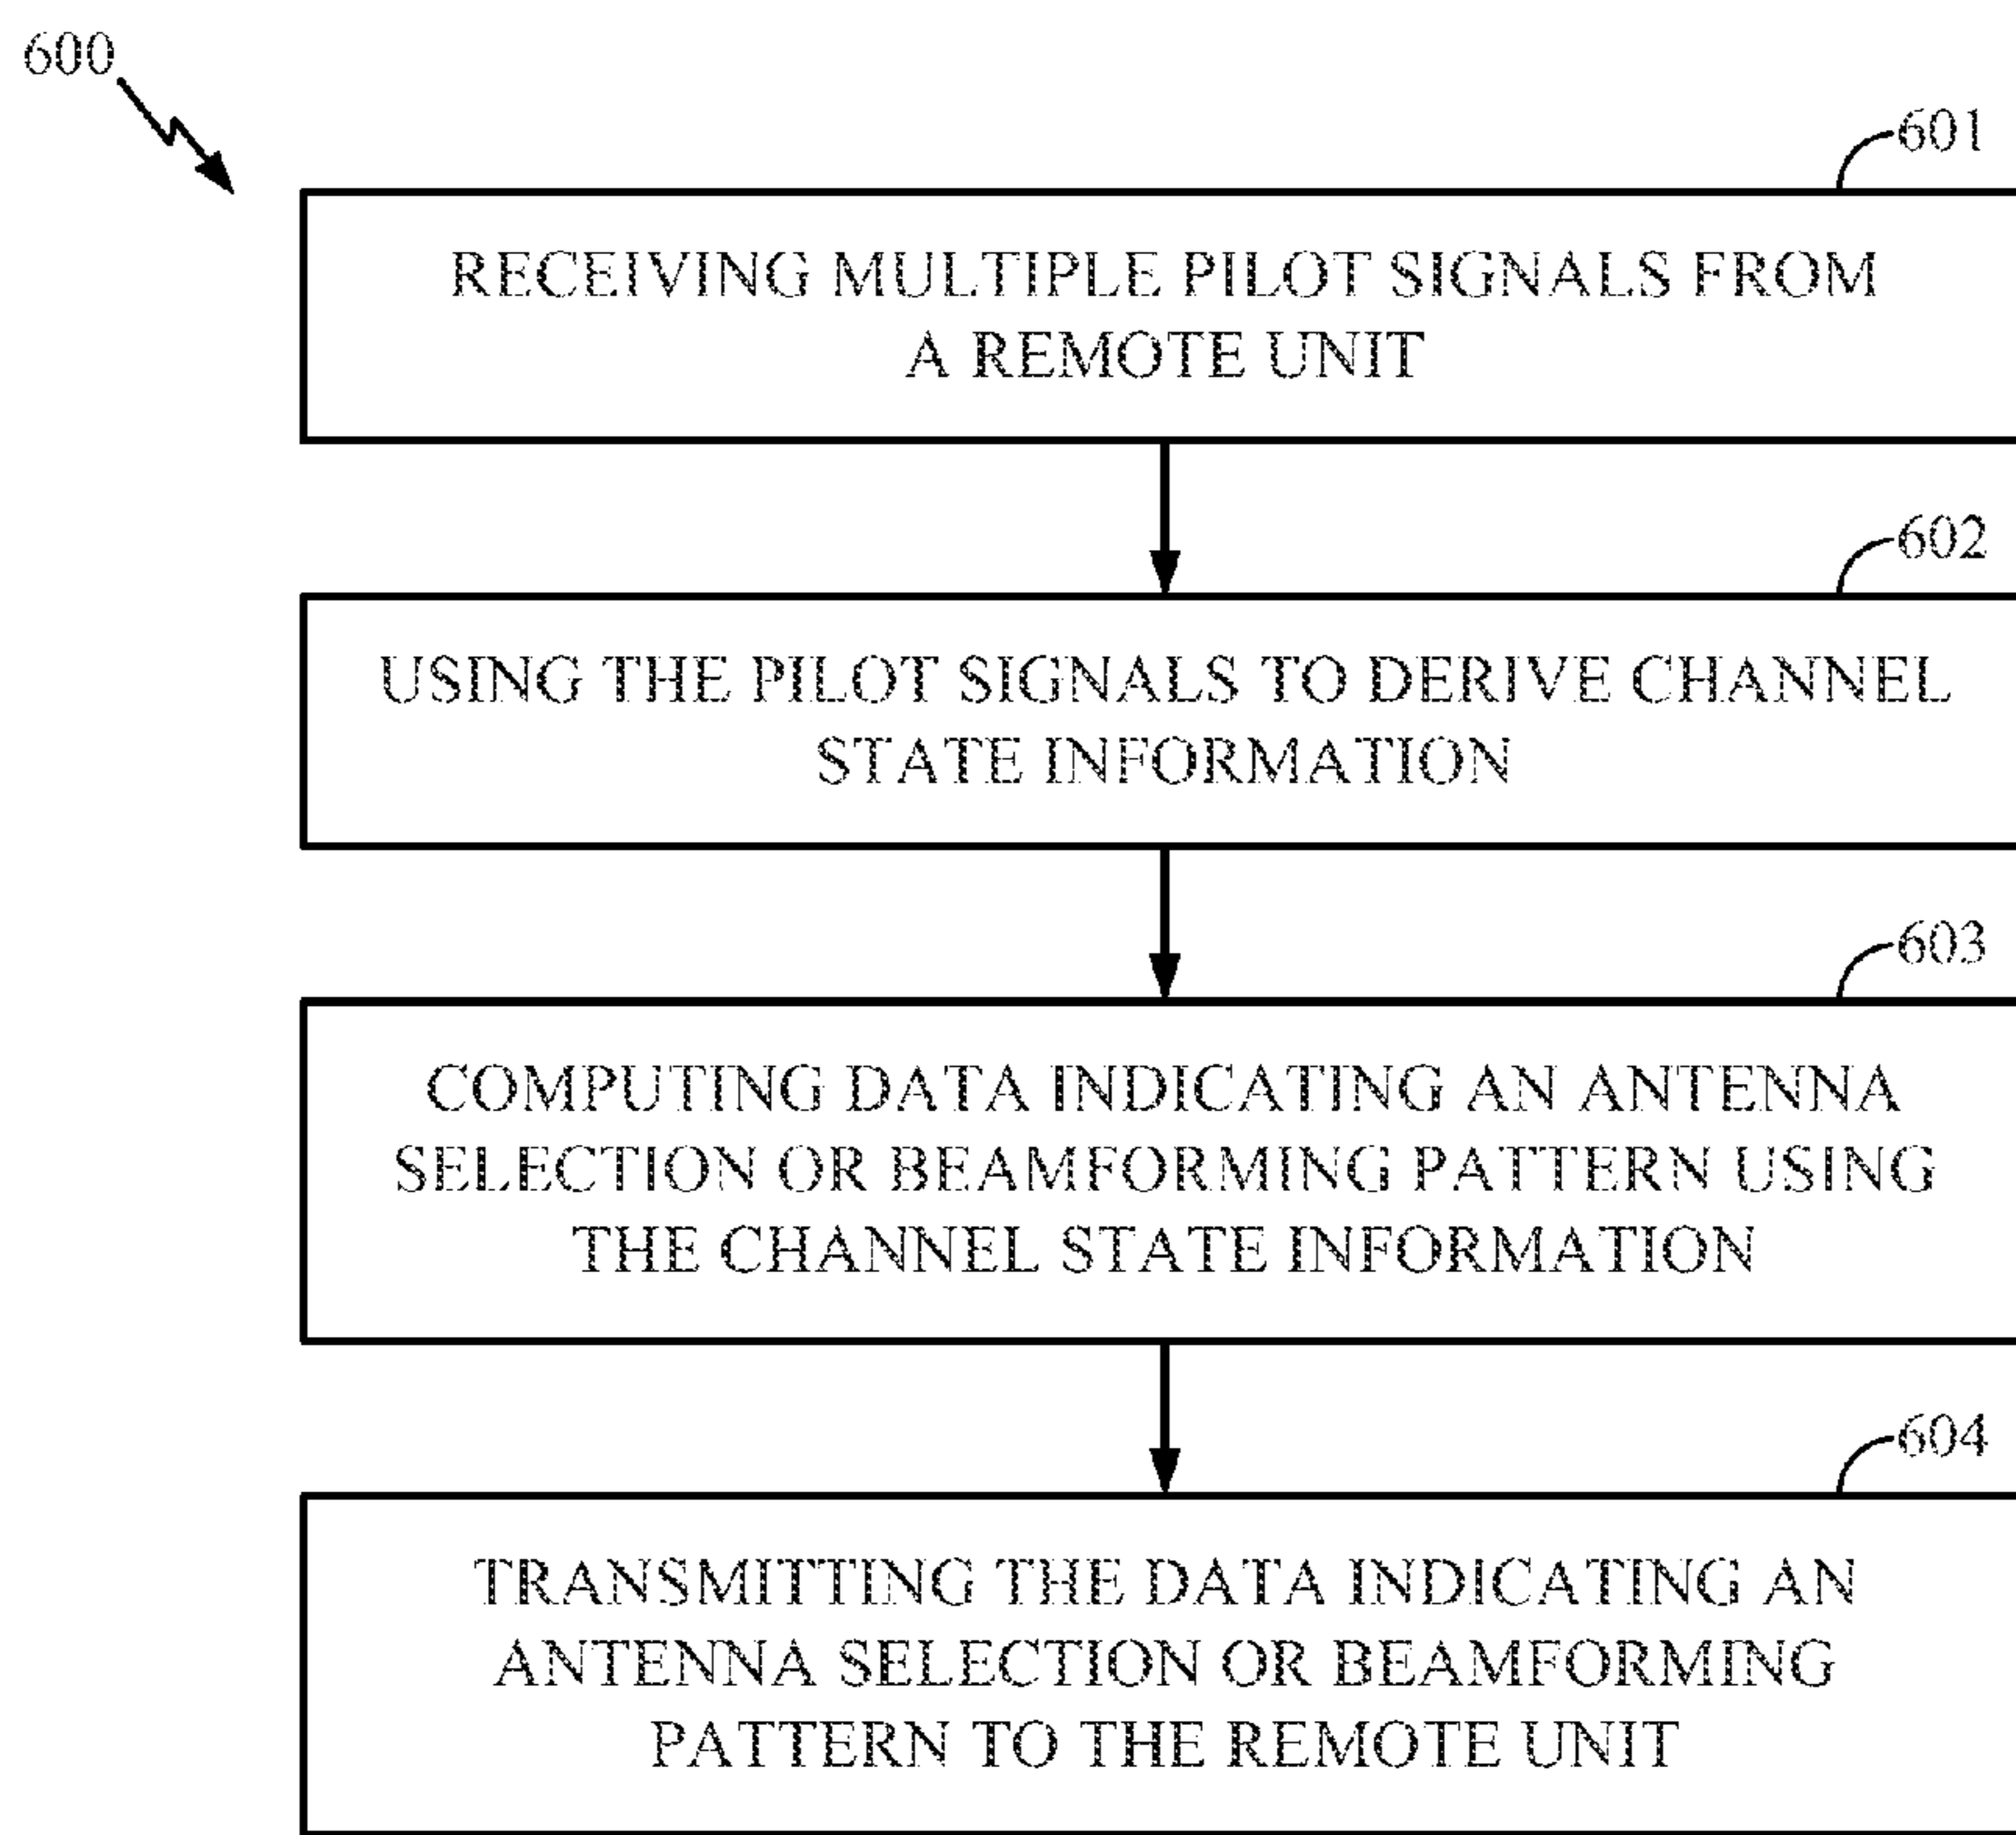 600
601
RECEIVING MULTIPLE PILOT SIGNALS FROM
A REMOTE UNIT
602
USING THE PILOT SIGNALS TO DERIVE CHANNEL
STATE INFORMATION
603
COMPUTING DATA INDICATING AN ANTENNA
SELECTION OR BEAMFORMING PATTERN USING
THE CHANNEL STATE INFORMATION
604
TRANSMITTING THE DATA INDICATING AN
ANTENNA SELECTION OR BEAMFORMING
PATTERN TO THE REMOTE UNIT